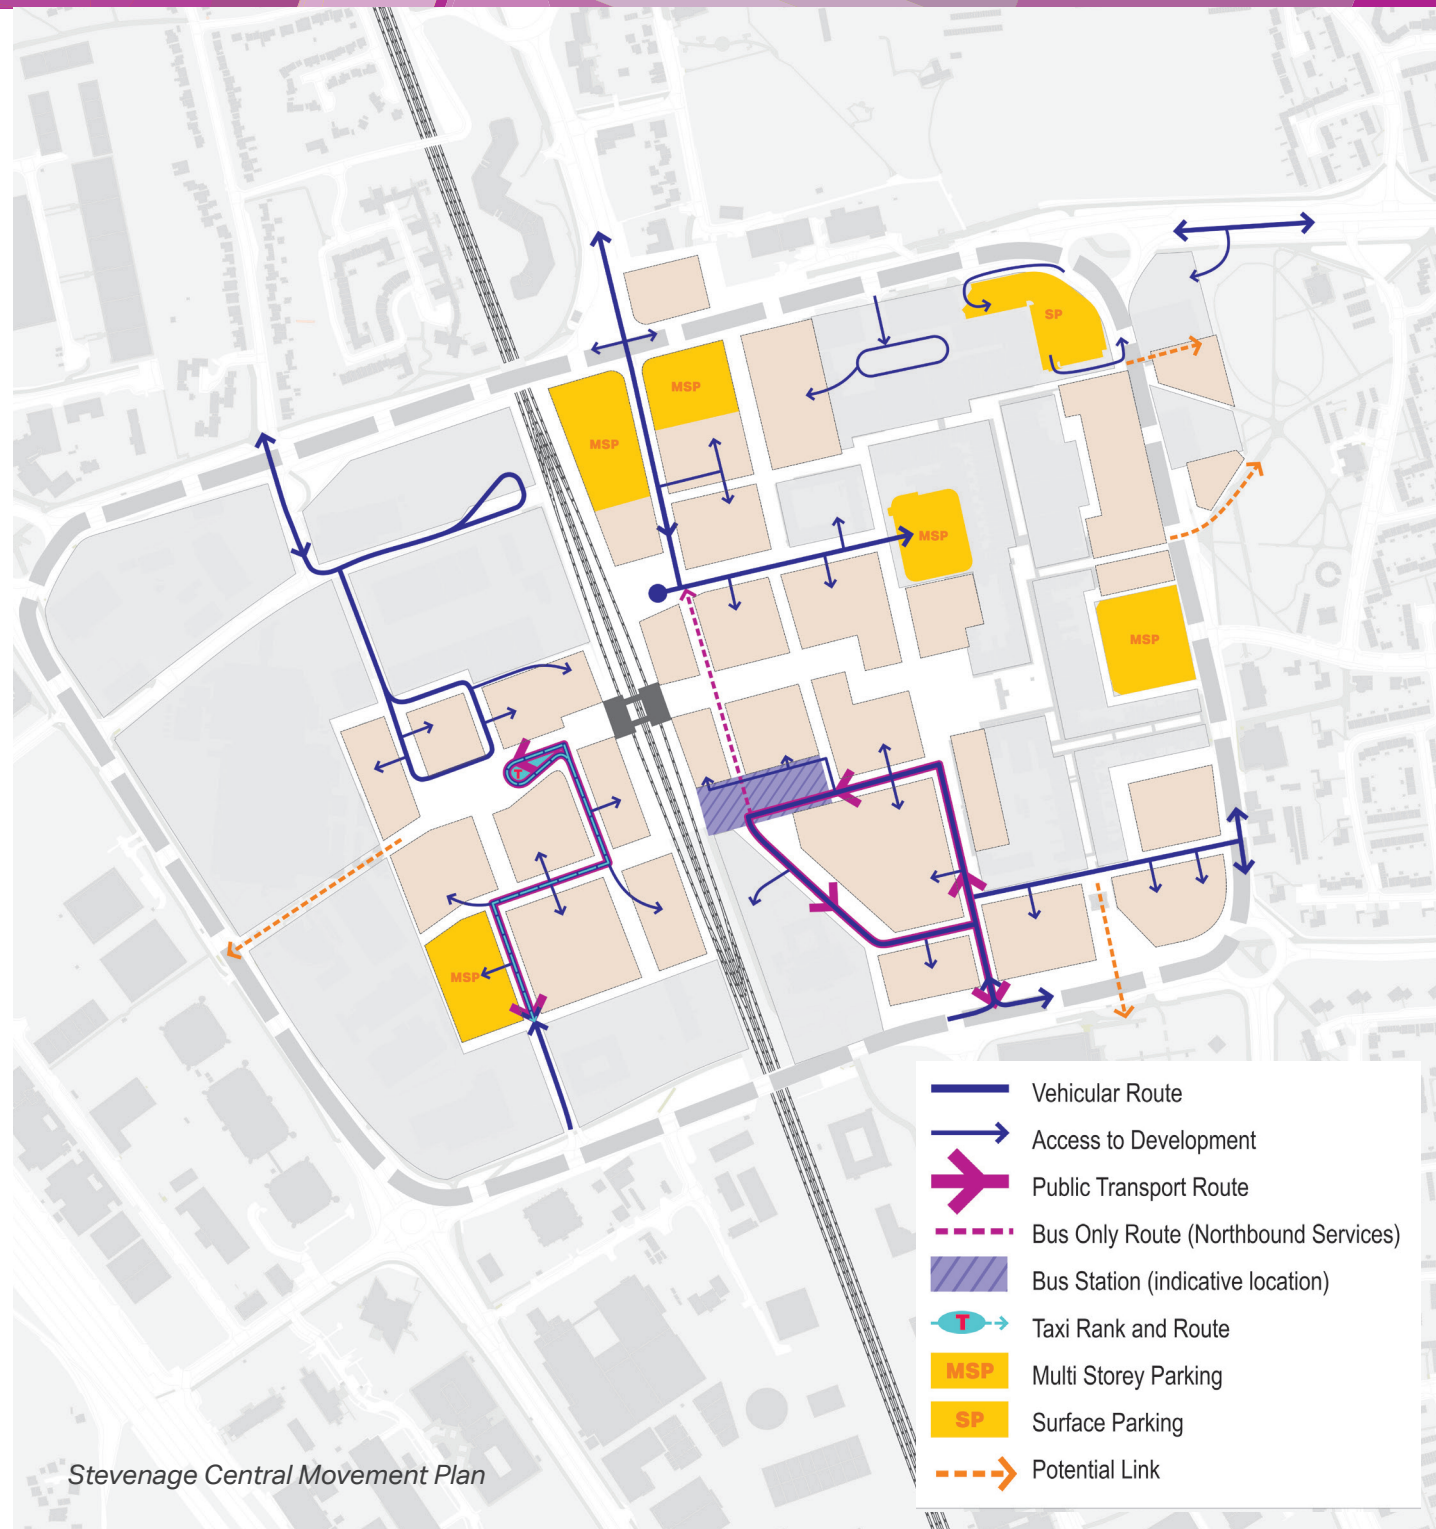 SP
MSP
MSP
MSP
MSP
T
MSP
Vehicular Route
Access to Development
Public Transport Route
Bus Only Route (Northbound Services)
Bus Station (indicative location)
T
Taxi Rank and Route
MSP
Multi Storey Parking
SP
Surface Parking
Potential Link
Stevenage Central Movement Plan